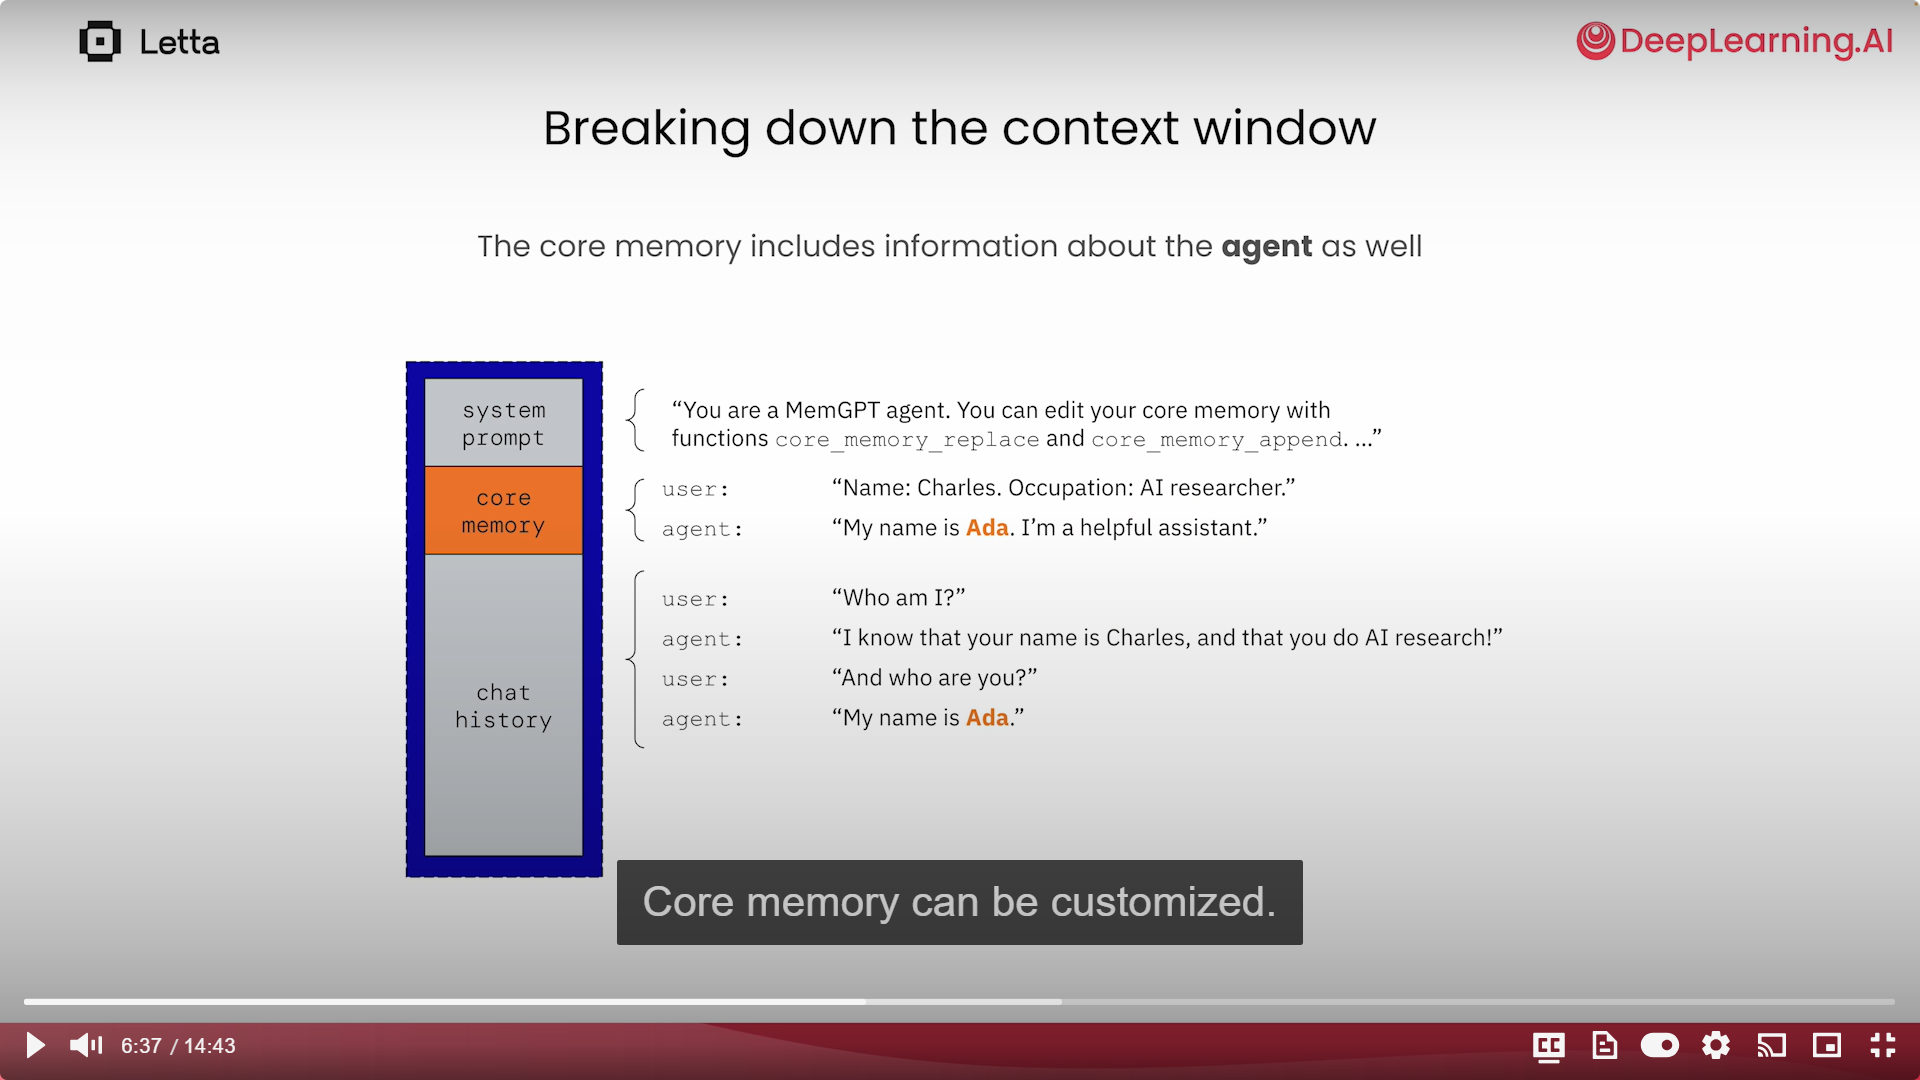 Letta
DeepLearning.AI
Breaking down the context window
The core memory includes information about the agent as well
system
prompt
“You are a MemGPT agent. You can edit your core memory with
functions core_memory_replace and core_memory_append. ...”
core
memory
user: “Name: Charles. Occupation: AI researcher.”
agent: “My name is Ada. I’m a helpful assistant.”
chat
history
user: “Who am I?”
agent: “I know that your name is Charles, and that you do AI research!”
user: “And who are you?”
agent: “My name is Ada.”
Core memory can be customized.
6:37 / 14:43
CC